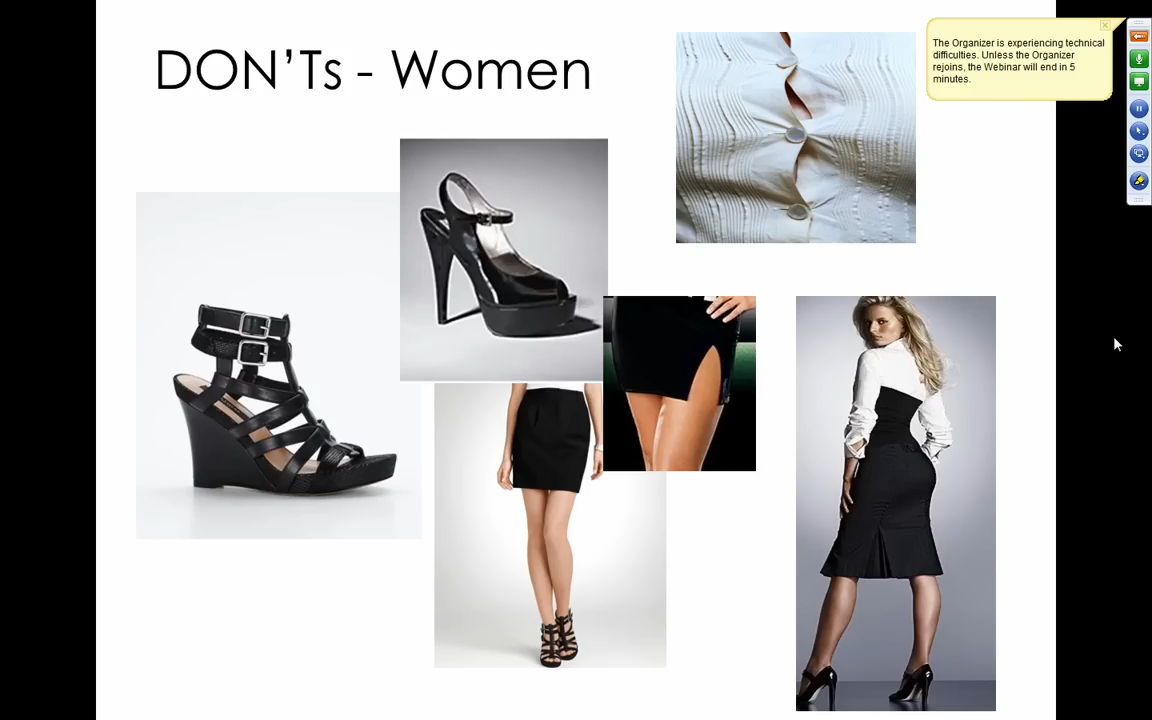 DON'Ts - Women
The Organizer is experiencing technical
difficulties. Unless the Organizer
rejoins, the Webinar will end in 5
minutes.